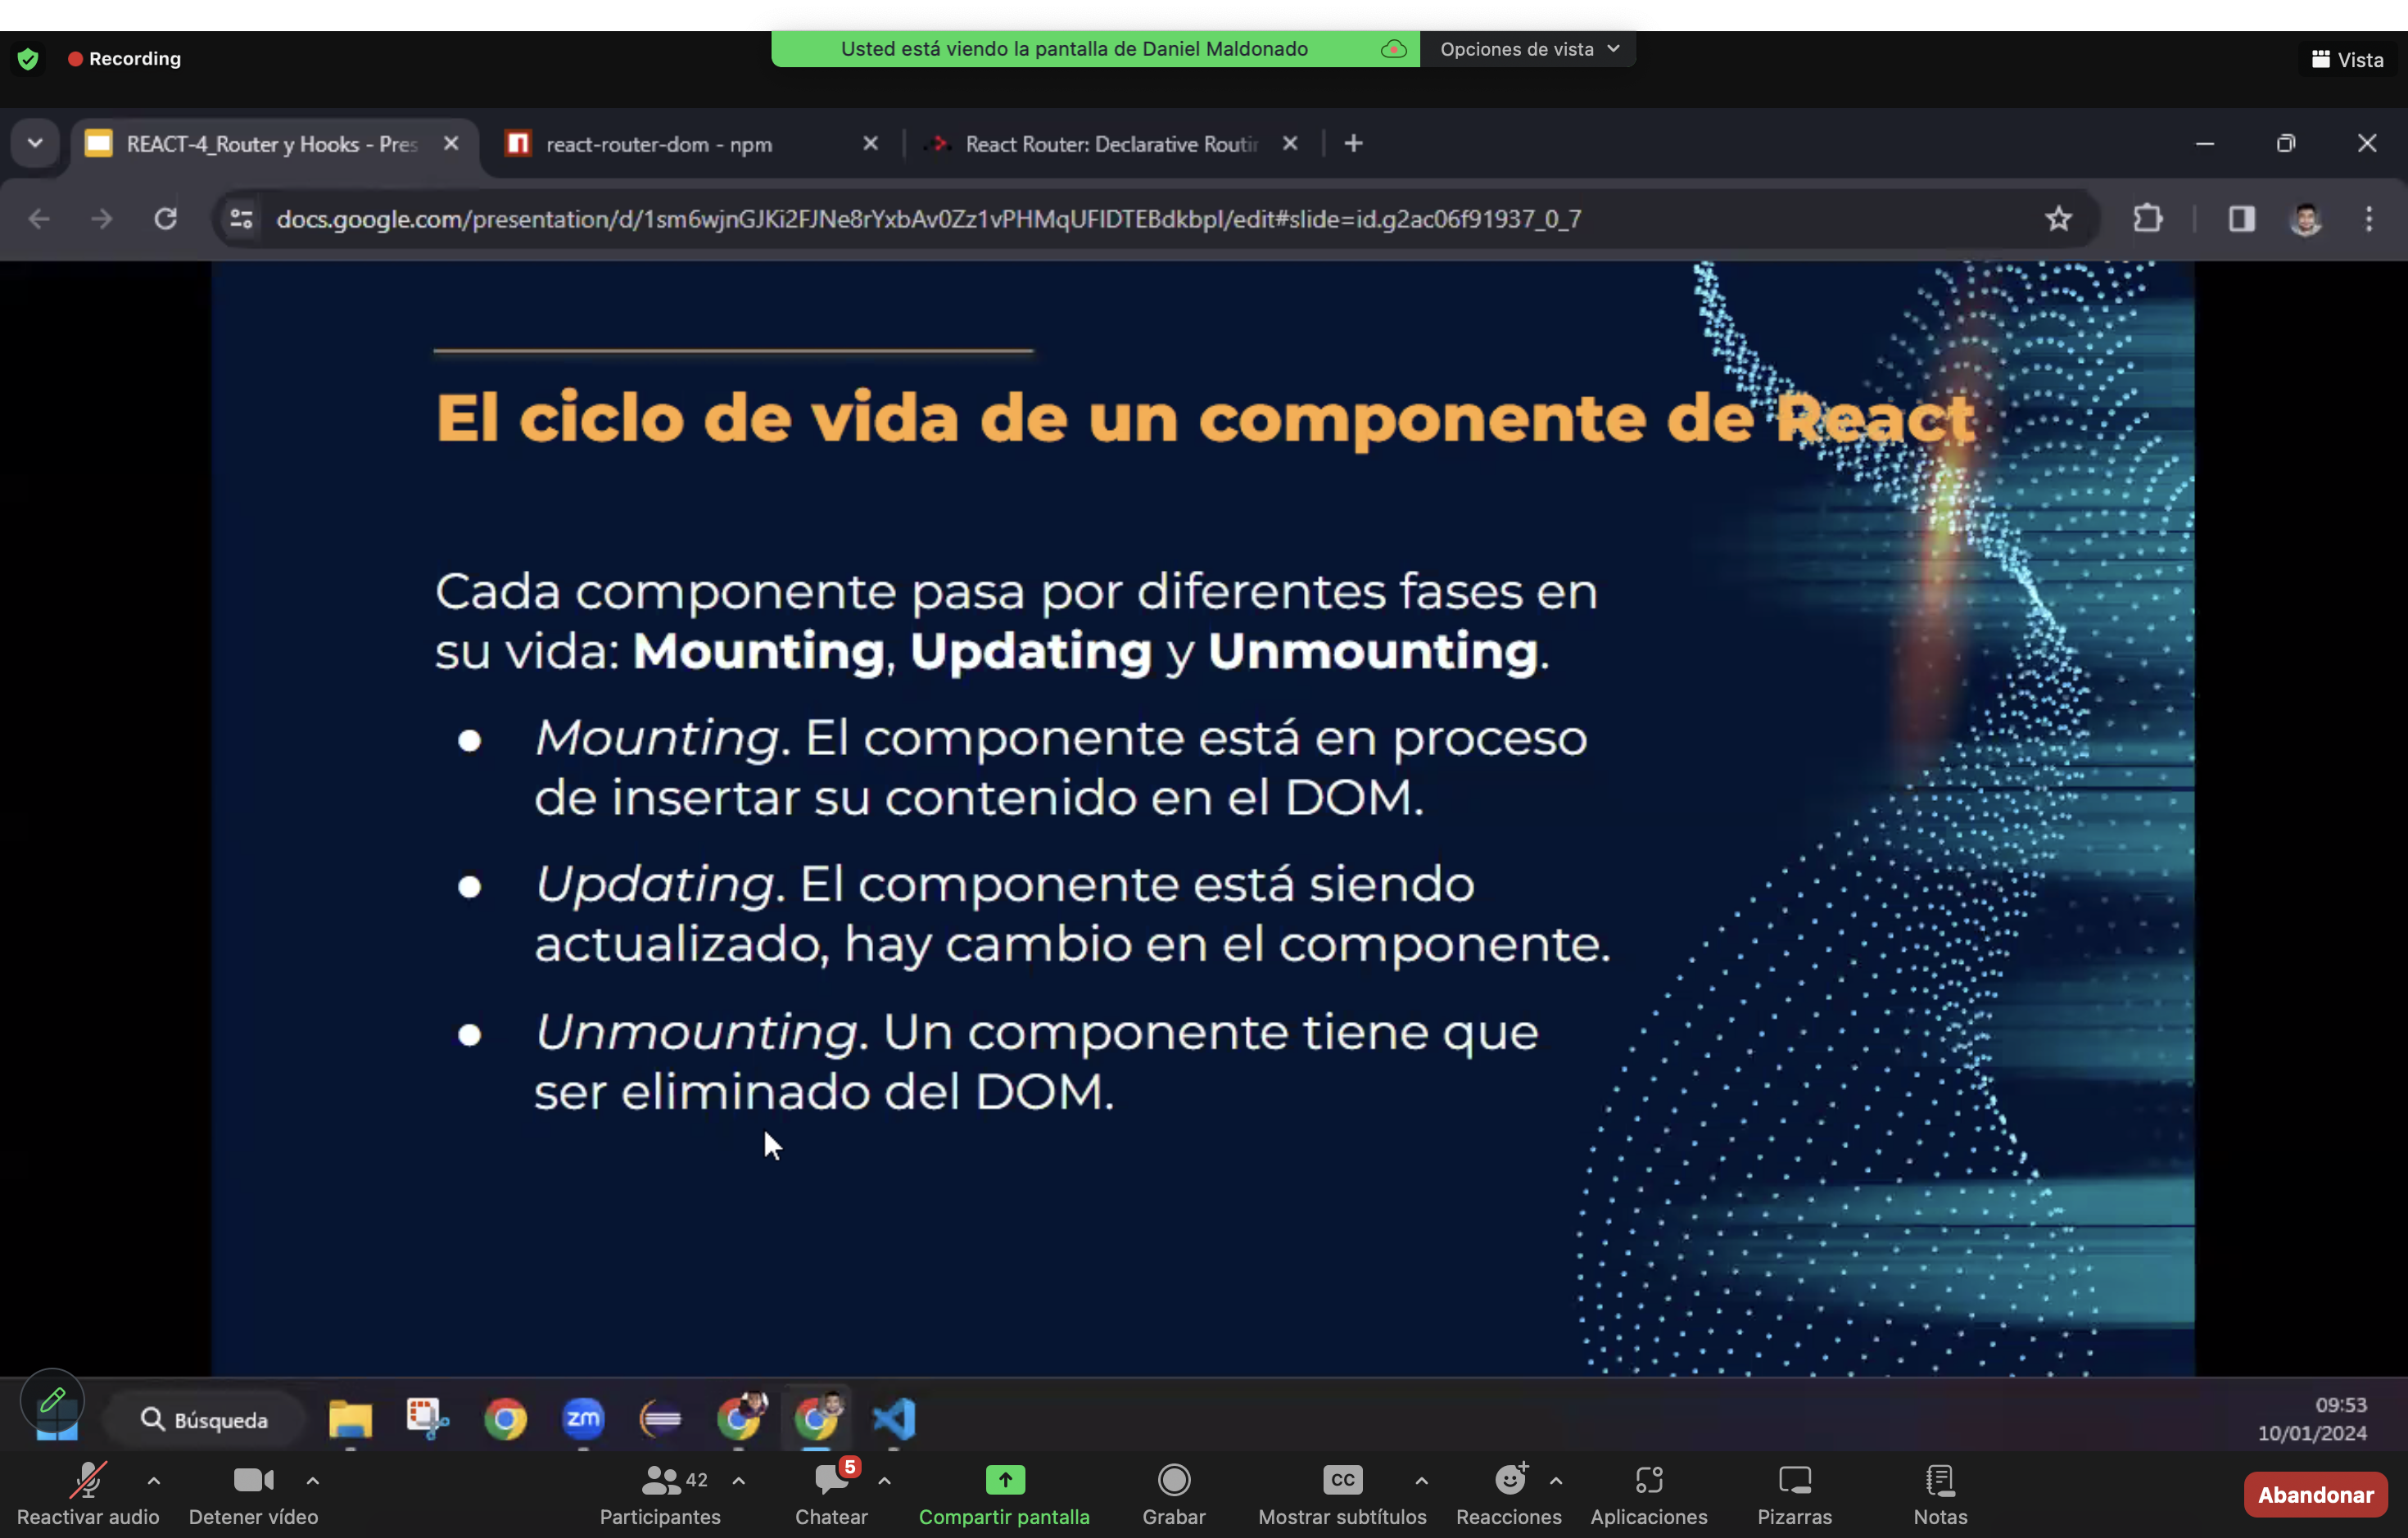 Recording
Usted está viendo la pantalla de Daniel Maldonado
Opciones de vista
Vista
REACT-4_Router y Hooks - Pres
react-router-dom - npm
React Router: Declarative Routin
docs.google.com/presentation/d/1sm6wjnGJKi2FJNe8rYxbAv0Zz1vPHMqUFIDTEBdkbpI/edit#slide=id.g2ac06f91937_0_7
El ciclo de vida de un componente de React
Cada componente pasa por diferentes fases en
su vida: Mounting, Updating y Unmounting.
● Mounting. El componente está en proceso
de insertar su contenido en el DOM.
● Updating. El componente está siendo
actualizado, hay cambio en el componente.
● Unmounting. Un componente tiene que
ser eliminado del DOM.
Búsqueda
zm
09:53
10/01/2024
Reactivar audio
Detener vídeo
42
Participantes
5
Chatear
Compartir pantalla
Grabar
CC
Mostrar subtítulos
Reacciones
Aplicaciones
Pizarras
Notas
Abandonar